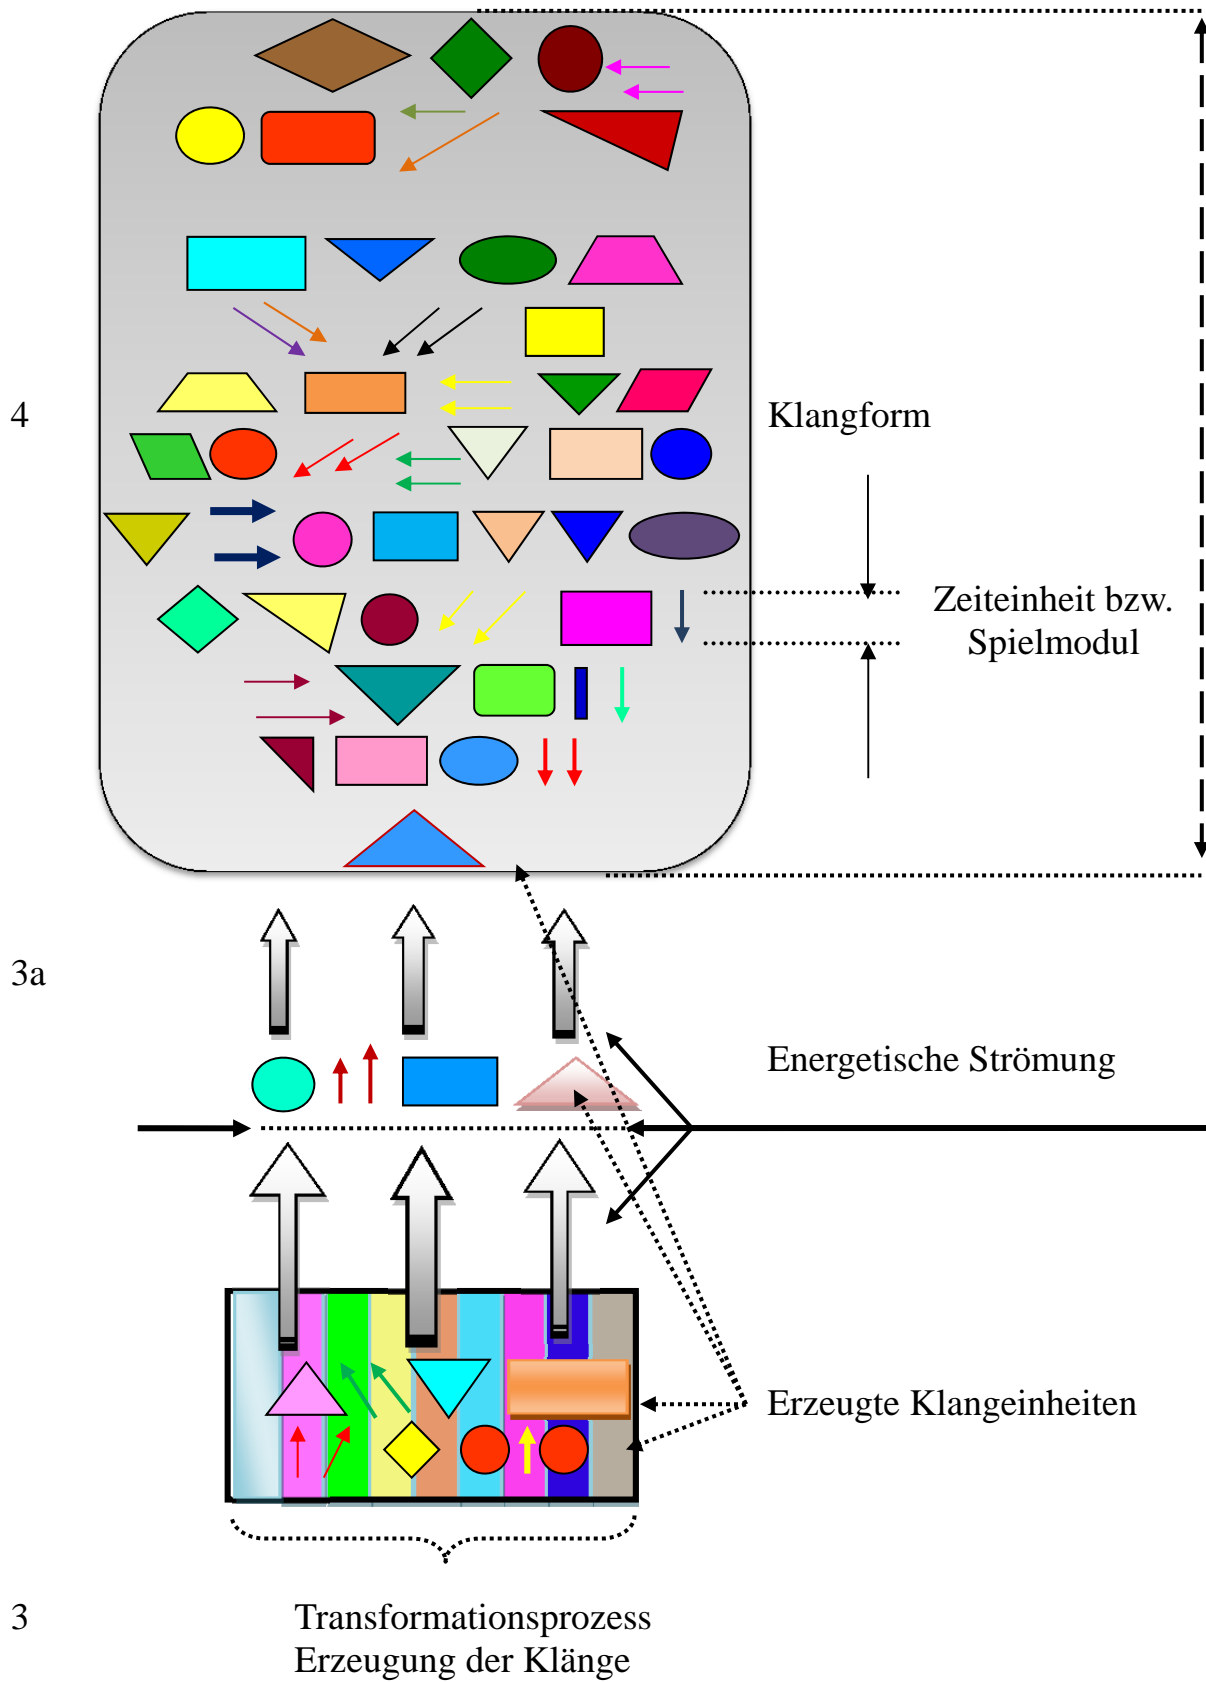 4
Klangform
Zeiteinheit bzw.
Spielmodul
3a
Energetische Strömung
Erzeugte Klangeinheiten
3
Transformationsprozess
Erzeugung der Klänge